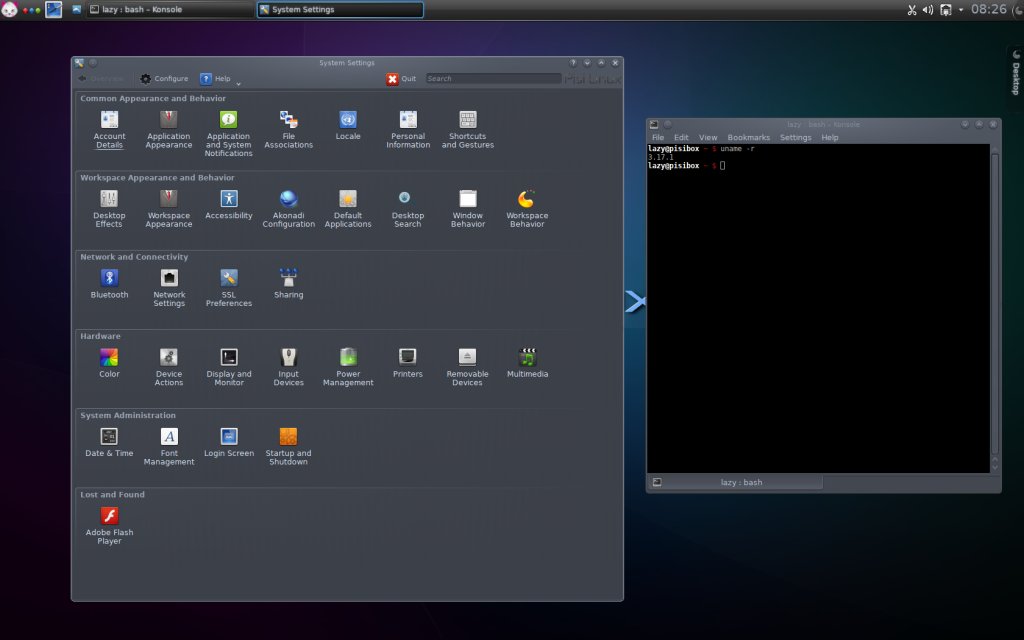 lazy : bash – Konsole
System Settings
08:26
Desktop
System Settings
Overview
Configure
Help
Quit
Search
Pisi Linux
Common Appearance and Behavior
Account
Details
Application
Appearance
Application
and System
Notifications
File
Associations
Locale
Personal
Information
Shortcuts
and Gestures
Workspace Appearance and Behavior
Desktop
Effects
Workspace
Appearance
Accessibility
Akonadi
Configuration
Default
Applications
Desktop
Search
Window
Behavior
Workspace
Behavior
Network and Connectivity
Bluetooth
Network
Settings
SSL
Preferences
Sharing
Hardware
Color
Device
Actions
Display and
Monitor
Input
Devices
Power
Management
Printers
Removable
Devices
Multimedia
System Administration
Date & Time
Font
Management
Login Screen
Startup and
Shutdown
Lost and Found
Adobe Flash
Player
lazy : bash – Konsole
File Edit View Bookmarks Settings Help
lazy@pisibox ~ $ uname -r
3.17.1
lazy@pisibox ~ $
lazy : bash